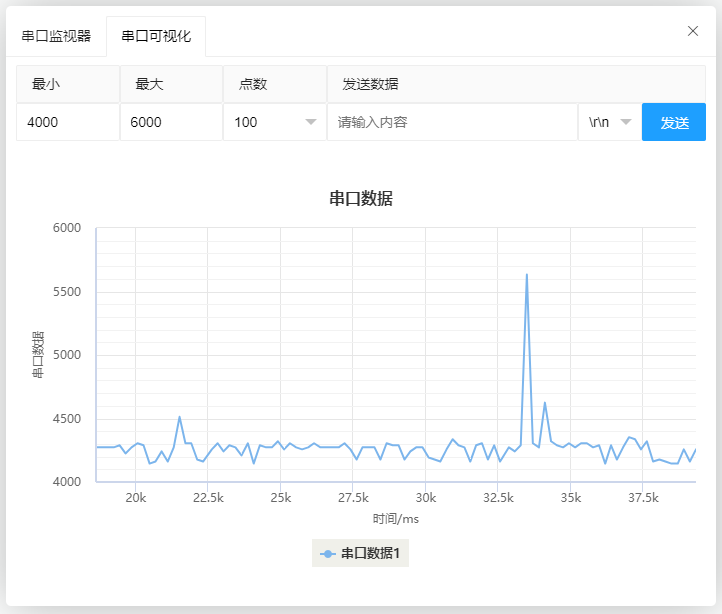 串口监视器 串口可视化
最小 最大 点数 发送数据
4000 6000 100 请输入内容 \r\n 发送
串口数据
6000
5500
5000
4500
4000
串口数据
20k 22.5k 25k 27.5k 30k 32.5k 35k 37.5k
时间/ms
串口数据1